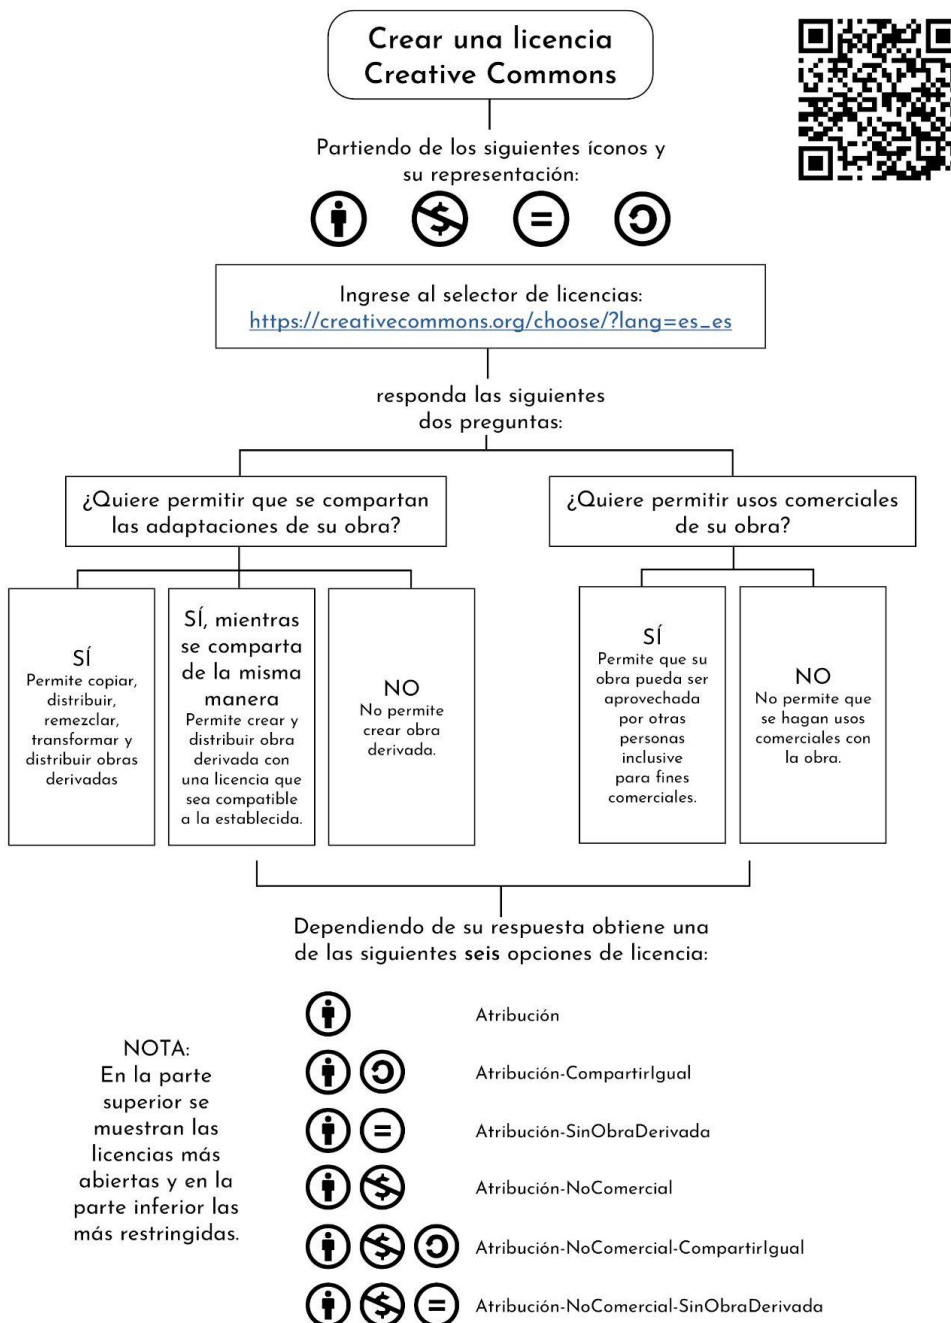 Crear una licencia
Creative Commons
Partiendo de los siguientes íconos y
su representación:
Ingrese al selector de licencias:
https://creativecommons.org/choose/?lang=es_es
responda las siguientes
dos preguntas:
¿Quiere permitir que se compartan
las adaptaciones de su obra?
¿Quiere permitir usos comerciales
de su obra?
SÍ
Permite copiar,
distribuir,
remezclar,
transformar y
distribuir obras
derivadas
SÍ, mientras
se comparta
de la misma
manera
Permite crear y
distribuir obra
derivada con
una licencia que
sea compatible
a la establecida.
NO
No permite
crear obra
derivada.
SÍ
Permite que su
obra pueda ser
aprovechada
por otras
personas
inclusive
para fines
comerciales.
NO
No permite que
se hagan usos
comerciales con
la obra.
Dependiendo de su respuesta obtiene una
de las siguientes seis opciones de licencia:
NOTA:
En la parte
superior se
muestran las
licencias más
abiertas y en la
parte inferior las
más restringidas.
Atribución
Atribución-CompartirIgual
Atribución-SinObraDerivada
Atribución-NoComercial
Atribución-NoComercial-CompartirIgual
Atribución-NoComercial-SinObraDerivada